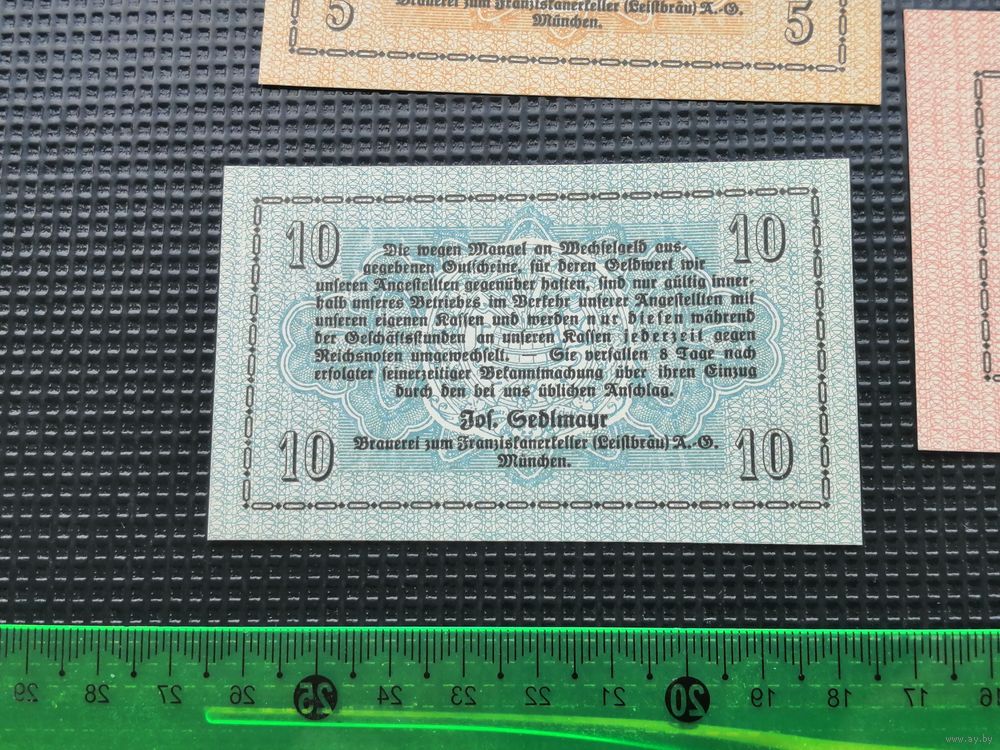 5 Brauerei zum Franziskanerkeller (Leistbräu) A.-G. 5
München.
10 10
Die wegen Mangel an Wechselgeld aus-
gegebenen Gutscheine, für deren Geldwert wir
unseren Angestellten gegenüber haften, sind nur gültig inner-
halb unseres Betriebes im Verkehr unserer Angestellten mit
unseren eigenen Kassen und werden nur diesen während
der Geschäftsstunden an unseren Kassen jederzeit gegen
Reichsnoten umgewechselt. — Sie verfallen 8 Tage nach
erfolgter seinerzeitiger Bekanntmachung über ihren Einzug
durch den bei uns üblichen Anschlag.
Jos. Sedlmayr
Brauerei zum Franziskanerkeller (Leistbräu) A.-G.
München.
10 10
29 28 27 26 25 24 23 22 21 20 19 18 17 16
www.ay.by